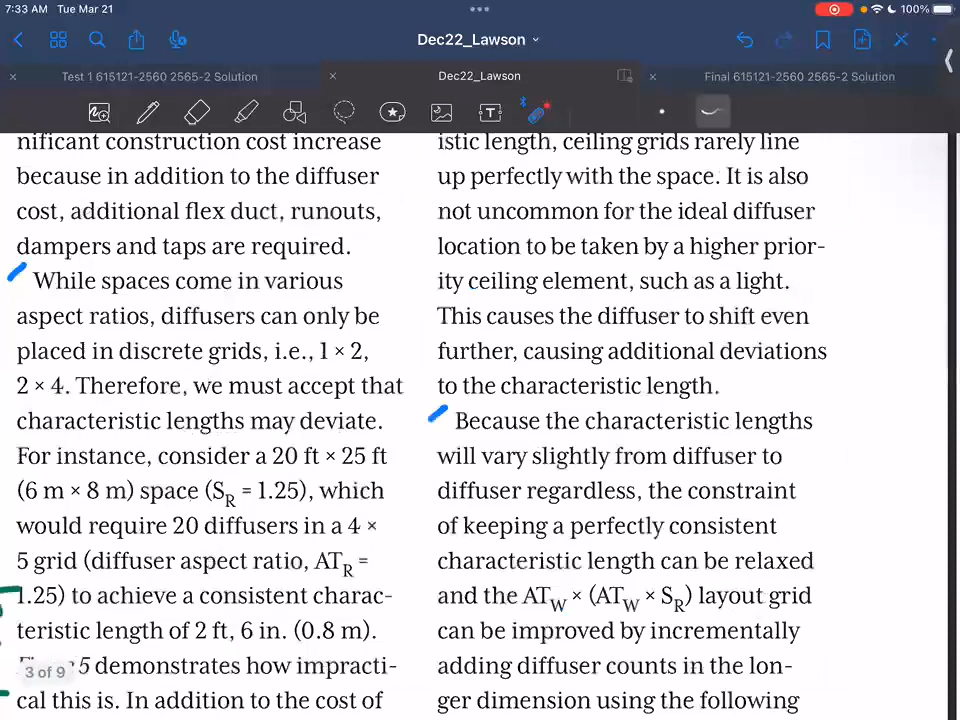 7:33 AM Tue Mar 21
100%
Dec22_Lawson
Test 1 615121-2560 2565-2 Solution
Dec22_Lawson
Final 615121-2560 2565-2 Solution
nificant construction cost increase
because in addition to the diffuser
cost, additional flex duct, runouts,
dampers and taps are required.
While spaces come in various
aspect ratios, diffusers can only be
placed in discrete grids, i.e., 1 × 2,
2 × 4. Therefore, we must accept that
characteristic lengths may deviate.
For instance, consider a 20 ft × 25 ft
(6 m × 8 m) space (SR = 1.25), which
would require 20 diffusers in a 4 ×
5 grid (diffuser aspect ratio, ATR =
1.25) to achieve a consistent charac-
teristic length of 2 ft, 6 in. (0.8 m).
5 demonstrates how impracti-
cal this is. In addition to the cost of
3 of 9
istic length, ceiling grids rarely line
up perfectly with the space. It is also
not uncommon for the ideal diffuser
location to be taken by a higher prior-
ity ceiling element, such as a light.
This causes the diffuser to shift even
further, causing additional deviations
to the characteristic length.
Because the characteristic lengths
will vary slightly from diffuser to
diffuser regardless, the constraint
of keeping a perfectly consistent
characteristic length can be relaxed
and the ATW × (ATW × SR) layout grid
can be improved by incrementally
adding diffuser counts in the lon-
ger dimension using the following